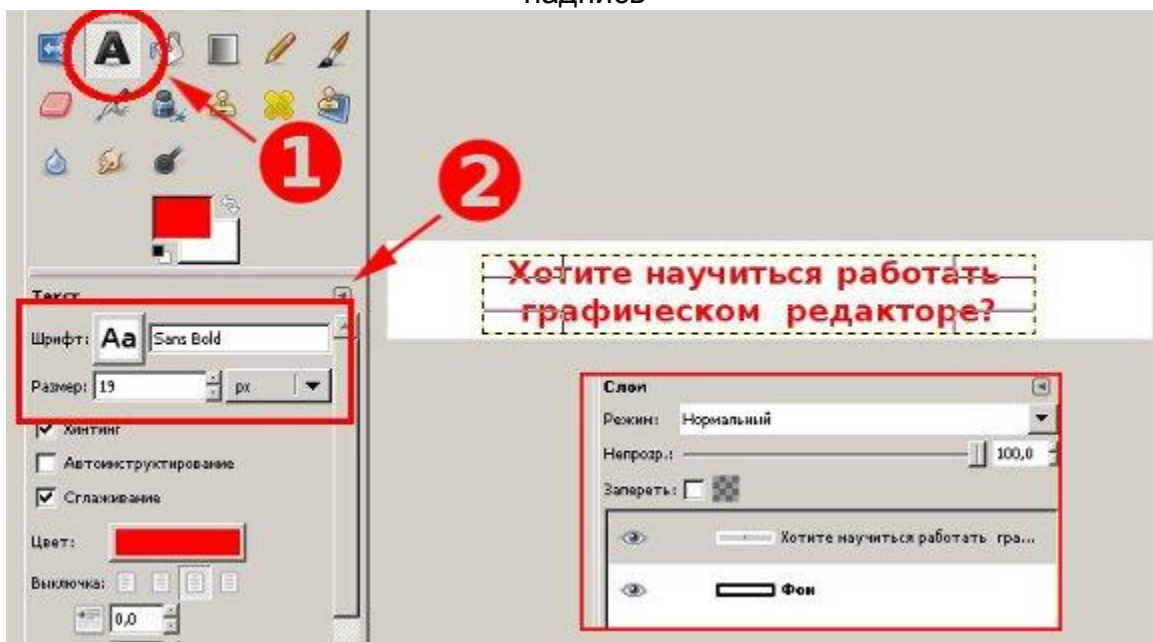 надпись
A
1
2
Хотите научиться работать
графическом редакторе?
Текст
Шрифт: Aa Sans Bold
Размер: 19 px
Хинтинг
Автоинструктирование
Сглаживание
Цвет:
Выключка:
0,0
Слои
Режим: Нормальный
Непрозр.: 100,0
Запереть:
Хотите научиться работать гра...
Фон